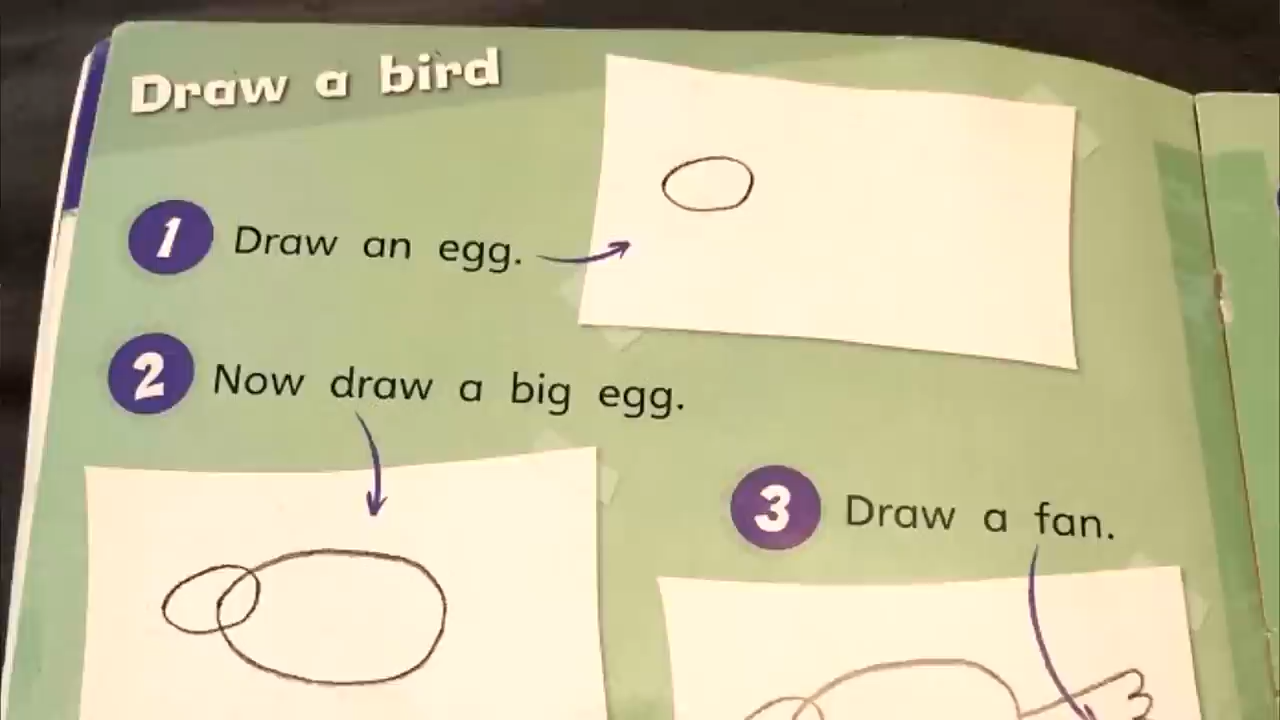 Draw a bird
1 Draw an egg.
2 Now draw a big egg.
3 Draw a fan.